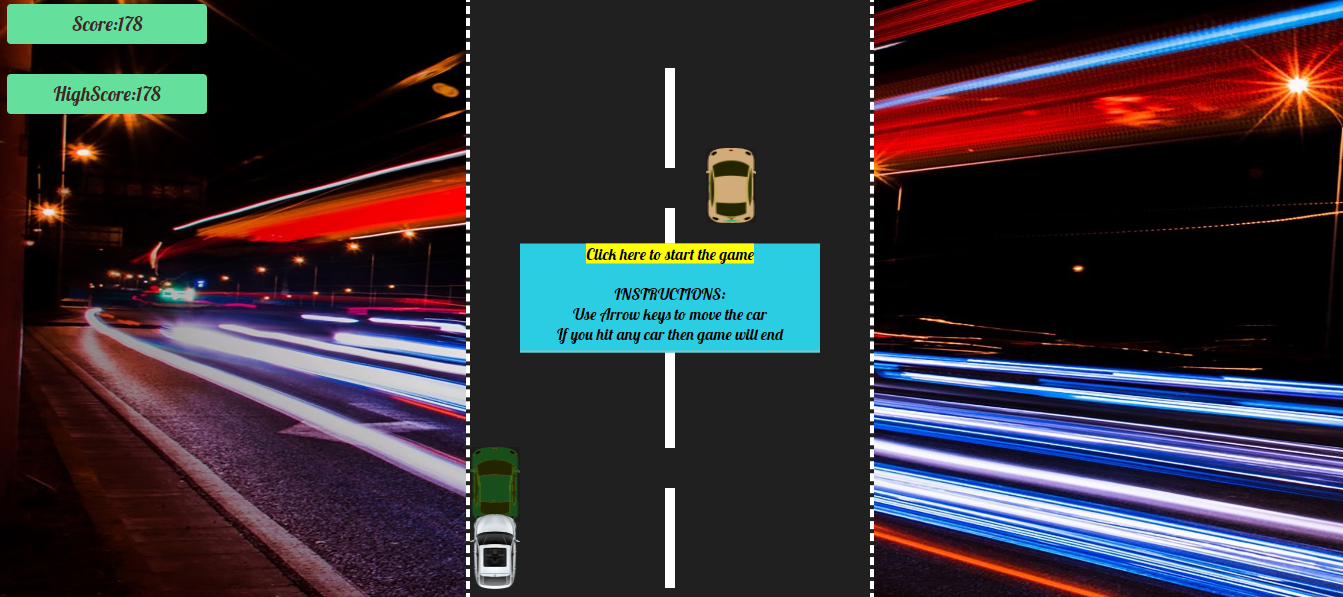 Score:178
HighScore:178
Click here to start the game
INSTRUCTIONS:
Use Arrow keys to move the car
If you hit any car then game will end